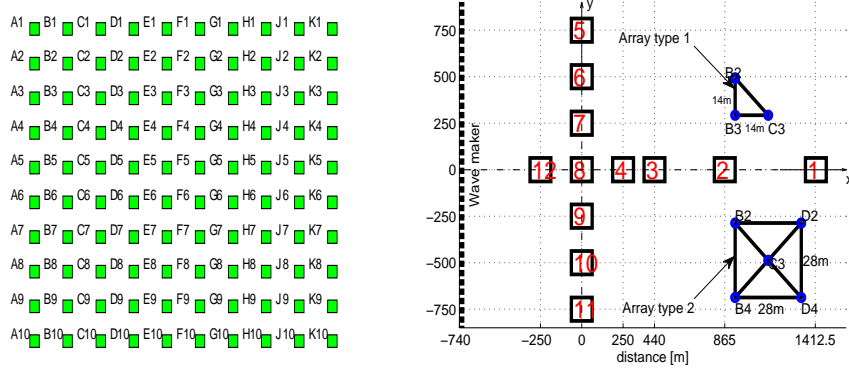 A1 B1 C1 D1 E1 F1 G1 H1 J1 K1
A2 B2 C2 D2 E2 F2 G2 H2 J2 K2
A3 B3 C3 D3 E3 F3 G3 H3 J3 K3
A4 B4 C4 D4 E4 F4 G4 H4 J4 K4
A5 B5 C5 D5 E5 F5 G5 H5 J5 K5
A6 B6 C6 D6 E6 F6 G6 H6 J6 K6
A7 B7 C7 D7 E7 F7 G7 H7 J7 K7
A8 B8 C8 D8 E8 F8 G8 H8 J8 K8
A9 B9 C9 D9 E9 F9 G9 H9 J9 K9
A10 B10 C10 D10 E10 F10 G10 H10 J10 K10
y
750 5
Array type 1
500 6 B2
14m
250 7 B3 14m C3
0 12 8 4 3 2 1 x
Wave maker
−250 9 B2 D2
−500 10 C3 28m
−750 11
Array type 2 B4 28m D4
−740 −250 0 250 440 865 1412.5
distance [m]